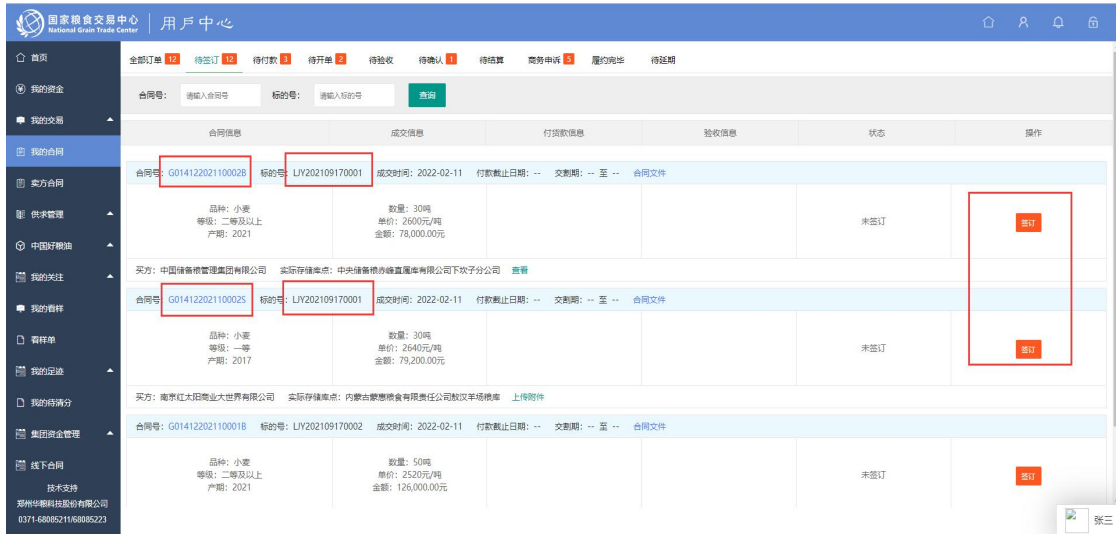 国家粮食交易中心 用戶中心
National Grain Trade Center
首页
我的资金
我的交易
我的合同
卖方合同
供求管理
中国好粮油
我的关注
我的看样
看样单
我的足迹
我的待清分
集团资金管理
线下合同
技术支持
郑州华粮科技股份有限公司
0371-68085211/68085223
全部订单 12 待签订 12 待付款 3 待开单 2 待验收 待确认 1 待结算 商务申诉 5 履约完毕 待延期
合同号: 请输入合同号 标的号: 请输入标的号 查询
合同信息 成交信息 付货款信息 验收信息 状态 操作
合同号: G01412202110002B 标的号: LJY202109170001 成交时间: 2022-02-11 付款截止日期: -- 交割期: -- 至 -- 合同文件
品种: 小麦 数量: 30吨
等级: 二等及以上 单价: 2600元/吨 未签订 签订
产期: 2021 金额: 78,000.00元
买方: 中国储备粮管理集团有限公司 实际存储库点: 中央储备粮赤峰直属库有限公司下坎子分公司 查看
合同号: G01412202110002S 标的号: LJY202109170001 成交时间: 2022-02-11 付款截止日期: -- 交割期: -- 至 -- 合同文件
品种: 小麦 数量: 30吨
等级: 一等 单价: 2640元/吨 未签订 签订
产期: 2017 金额: 79,200.00元
买方: 南京红太阳商业大世界有限公司 实际存储库点: 内蒙古蒙惠粮食有限责任公司敖汉羊场粮库 上传附件
合同号: G01412202110001B 标的号: LJY202109170002 成交时间: 2022-02-11 付款截止日期: -- 交割期: -- 至 -- 合同文件
品种: 小麦 数量: 50吨
等级: 二等及以上 单价: 2520元/吨 未签订 签订
产期: 2021 金额: 126,000.00元
张三